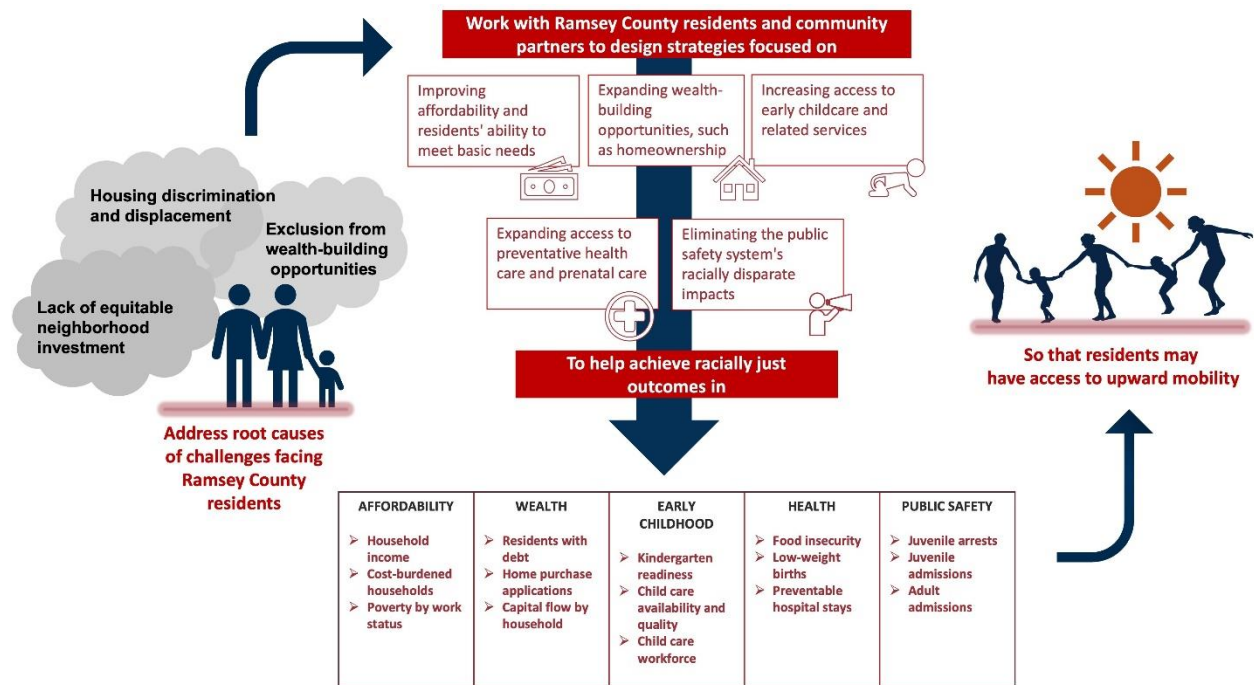 Work with Ramsey County residents and community
partners to design strategies focused on
Improving
affordability and
residents' ability to
meet basic needs
Expanding wealth-
building
opportunities, such
as homeownership
Increasing access to
early childcare and
related services
Expanding access to
preventative health
care and prenatal care
Eliminating the public
safety system's
racially disparate
impacts
Housing discrimination
and displacement
Exclusion from
wealth-building
opportunities
Lack of equitable
neighborhood
investment
Address root causes
of challenges facing
Ramsey County
residents
To help achieve racially just
outcomes in
AFFORDABILITY
➢ Household
income
➢ Cost-burdened
households
➢ Poverty by work
status
WEALTH
➢ Residents with
debt
➢ Home purchase
applications
➢ Capital flow by
household
EARLY
CHILDHOOD
➢ Kindergarten
readiness
➢ Child care
availability and
quality
➢ Child care
workforce
HEALTH
➢ Food insecurity
➢ Low-weight
births
➢ Preventable
hospital stays
PUBLIC SAFETY
➢ Juvenile arrests
➢ Juvenile
admissions
➢ Adult
admissions
So that residents may
have access to upward mobility